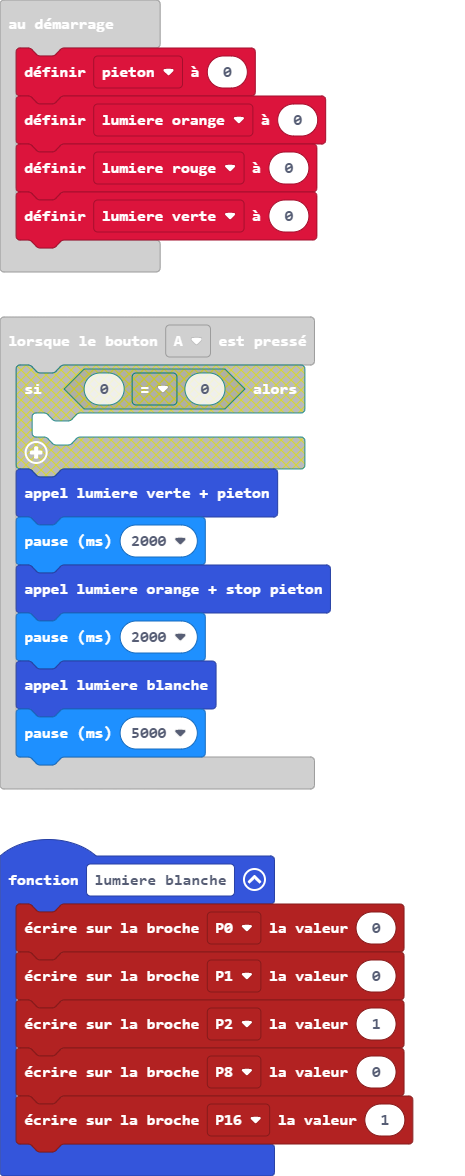 au démarrage
définir pieton à 0
définir lumiere orange à 0
définir lumiere rouge à 0
définir lumiere verte à 0
lorsque le bouton A est pressé
si 0 = 0 alors
appel lumiere verte + pieton
pause (ms) 2000
appel lumiere orange + stop pieton
pause (ms) 2000
appel lumiere blanche
pause (ms) 5000
fonction lumiere blanche
écrire sur la broche P0 la valeur 0
écrire sur la broche P1 la valeur 0
écrire sur la broche P2 la valeur 1
écrire sur la broche P8 la valeur 0
écrire sur la broche P16 la valeur 1